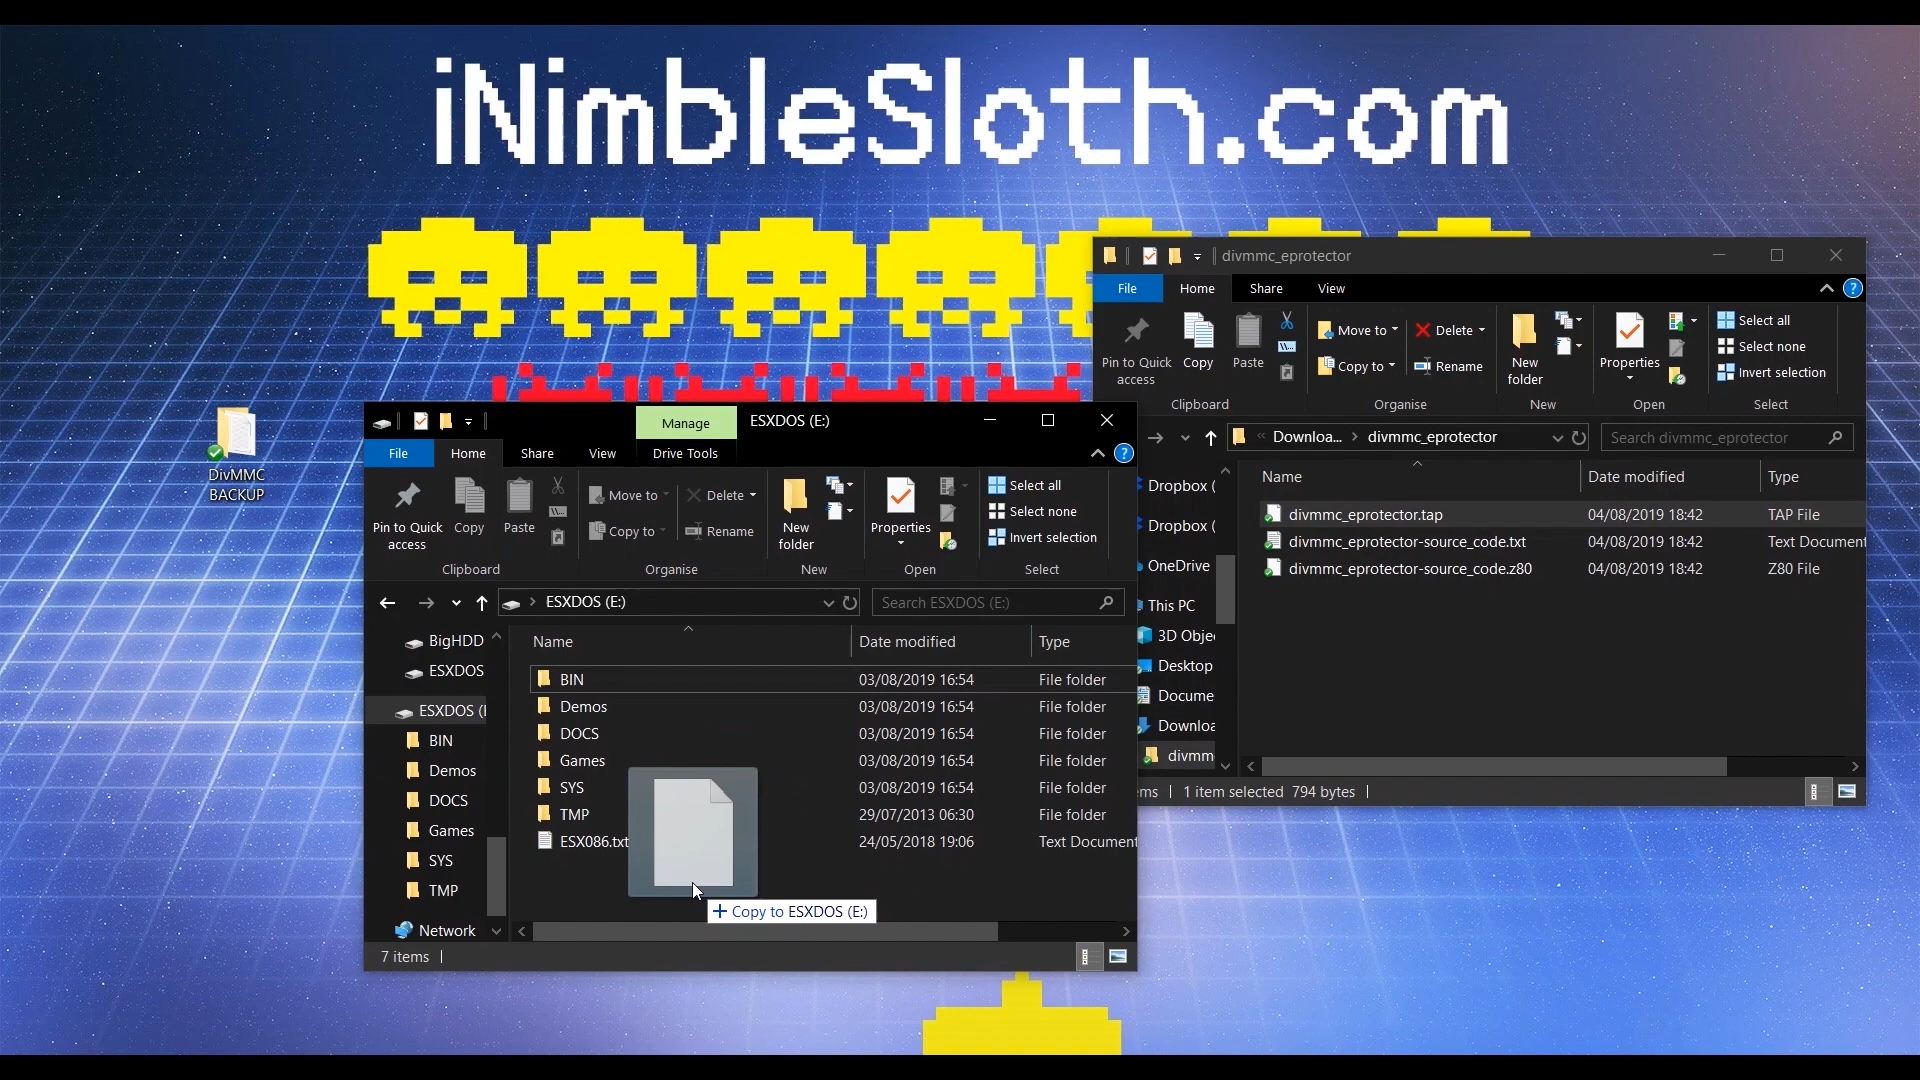 iNimbleSloth.com
divmmc_eprotector
File
Home
Share
View
Pin to Quick access
Copy
Paste
Move to
Copy to
Delete
Rename
New folder
Properties
Select all
Select none
Invert selection
Clipboard
Organise
New
Open
Select
Downloa...
divmmc_eprotector
Search divmmc_eprotector
Dropbox (
Dropbox (
OneDrive
This PC
3D Obje
Desktop
Docume
Downloa
divmm
Name
Date modified
Type
divmmc_eprotector.tap
04/08/2019 18:42
TAP File
divmmc_eprotector-source_code.txt
04/08/2019 18:42
Text Document
divmmc_eprotector-source_code.z80
04/08/2019 18:42
Z80 File
ms
1 item selected 794 bytes
DivMMC
BACKUP
Manage
ESXDOS (E:)
File
Home
Share
View
Drive Tools
Pin to Quick access
Copy
Paste
Move to
Copy to
Delete
Rename
New folder
Properties
Select all
Select none
Invert selection
Clipboard
Organise
New
Open
Select
ESXDOS (E:)
Search ESXDOS (E:)
BigHDD
ESXDOS
ESXDOS (E
BIN
Demos
DOCS
Games
SYS
TMP
Network
Name
Date modified
Type
BIN
03/08/2019 16:54
File folder
Demos
03/08/2019 16:54
File folder
DOCS
03/08/2019 16:54
File folder
Games
03/08/2019 16:54
File folder
SYS
03/08/2019 16:54
File folder
TMP
29/07/2013 06:30
File folder
ESX086.txt
24/05/2018 19:06
Text Document
Copy to ESXDOS (E:)
7 items